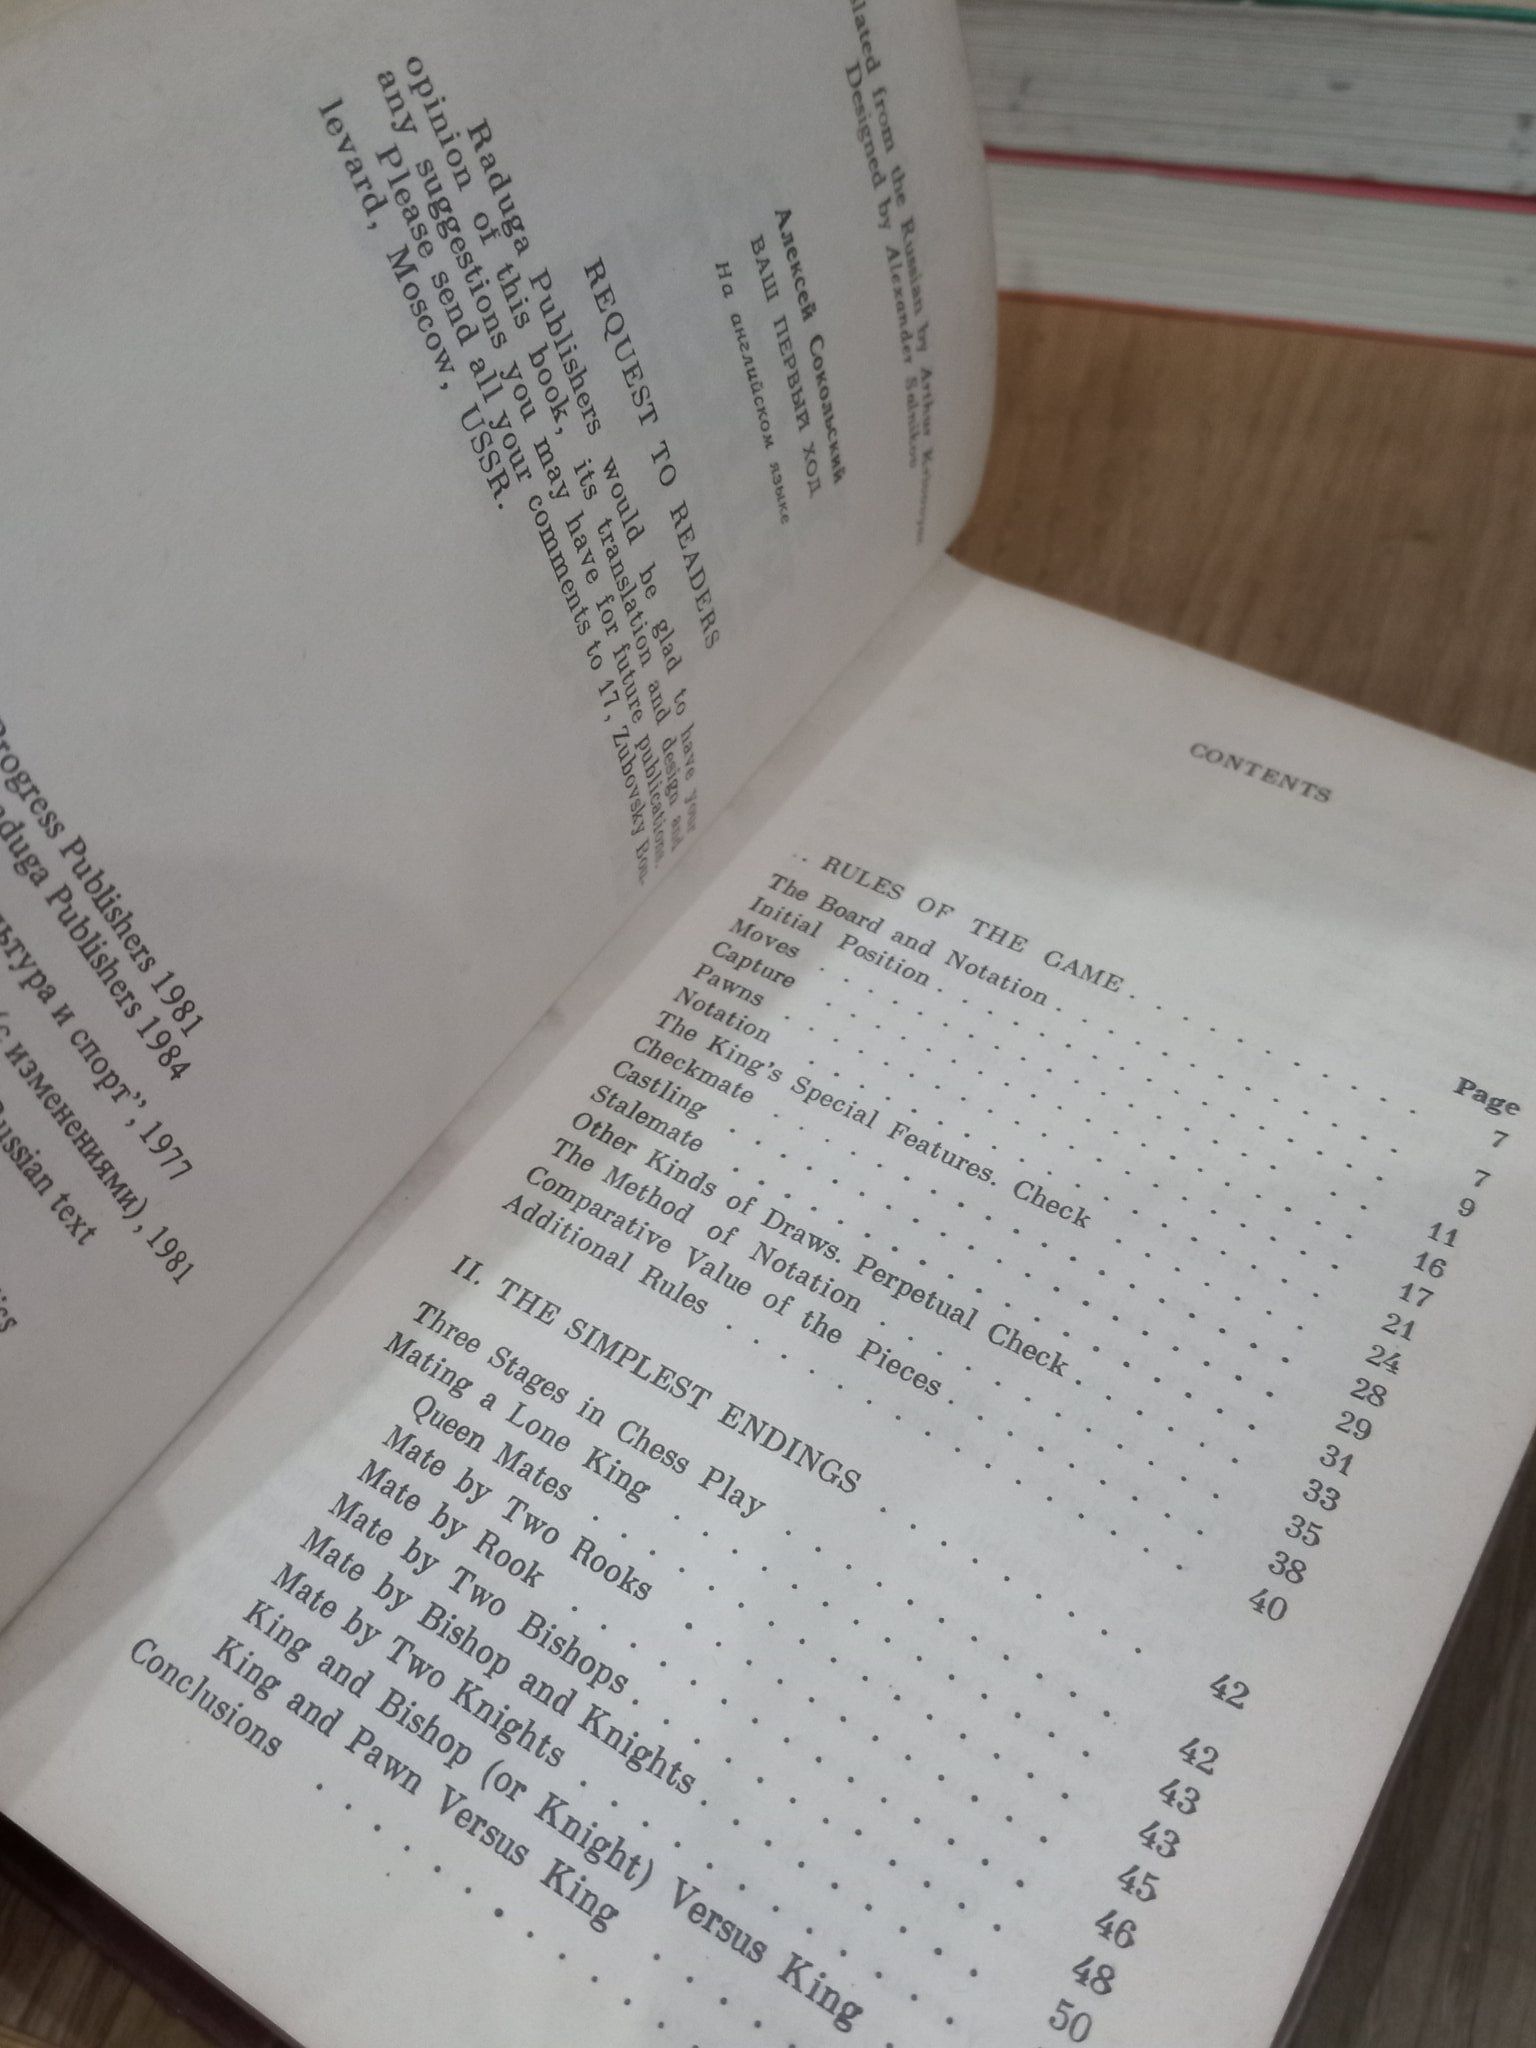 from the Russian by Arthur
Designed by Alexander Salnikov
Алексей Сокольский
ВАШ ПЕРВЫЙ ХОД
На английском языке
REQUEST TO READERS
Raduga Publishers would be glad to have your
opinion of this book, its translation and design and
any suggestions you may have for future publications.
Please send all your comments to 17, Zubovsky Bou-
levard, Moscow, USSR.
Progress Publishers 1981
Publishers 1984
и спорт", 1977
(с изменениями), 1981
Russian text
CONTENTS
Page
RULES OF THE GAME . . . . . . . . . 7
The Board and Notation . . . . . . . . . 7
Initial Position . . . . . . . . . 9
Moves . . . . . . . . . 11
Capture . . . . . . . . . 16
Pawns . . . . . . . . . 17
Notation . . . . . . . . . 21
The King's Special Features. Check . . . . . . . . . 24
Checkmate . . . . . . . . . 28
Castling . . . . . . . . . 29
Stalemate . . . . . . . . . 31
Other Kinds of Draws. Perpetual Check . . . . . . . . . 33
The Method of Notation . . . . . . . . . 35
Comparative Value of the Pieces . . . . . . . . . 38
Additional Rules . . . . . . . . . 40
II. THE SIMPLEST ENDINGS . . . . . . . . . 42
Three Stages in Chess Play . . . . . . . . . 42
Mating a Lone King . . . . . . . . . 43
Queen Mates . . . . . . . . . 43
Mate by Two Rooks . . . . . . . . . 45
Mate by Rook . . . . . . . . . 46
Mate by Two Bishops . . . . . . . . . 48
Mate by Bishop and Knights . . . . . . . . . 50
Mate by Two Knights . . . . . . . . .
King and Bishop (or Knight) Versus King . . .
King and Pawn Versus King . . . . . .
Conclusions . . . . . . . . .